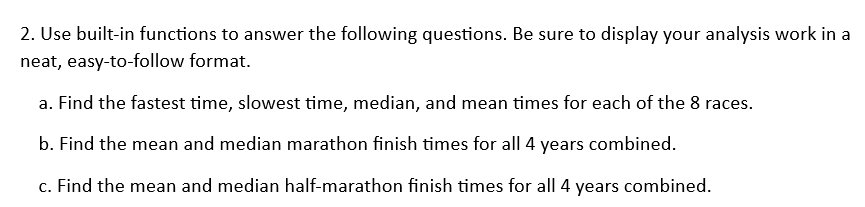 2. Use built-in functions to answer the following questions. Be sure to display your analysis work in a
neat, easy-to-follow format.
a. Find the fastest time, slowest time, median, and mean times for each of the 8 races.
b. Find the mean and median marathon finish times for all 4 years combined.
c. Find the mean and median half-marathon finish times for all 4 years combined.